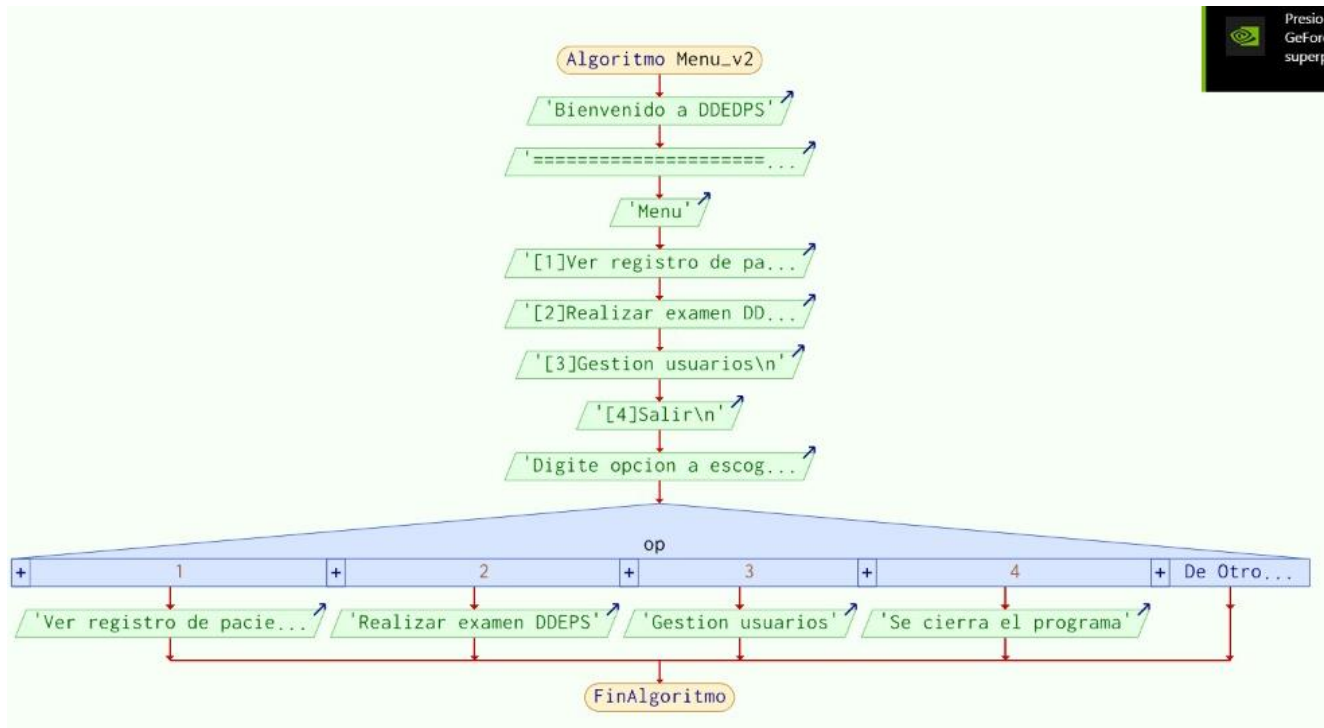 Presio
GeFor
superp
Algoritmo Menu_v2
'Bienvenido a DDEDPS'
'=====================...
'Menu'
'[1]Ver registro de pa...
'[2]Realizar examen DD...
'[3]Gestion usuarios\n'
'[4]Salir\n'
'Digite opcion a escog...
op
+ 1 + 2 + 3 + 4 + De Otro...
'Ver registro de pacie... 'Realizar examen DDEPS' 'Gestion usuarios' 'Se cierra el programa'
FinAlgoritmo